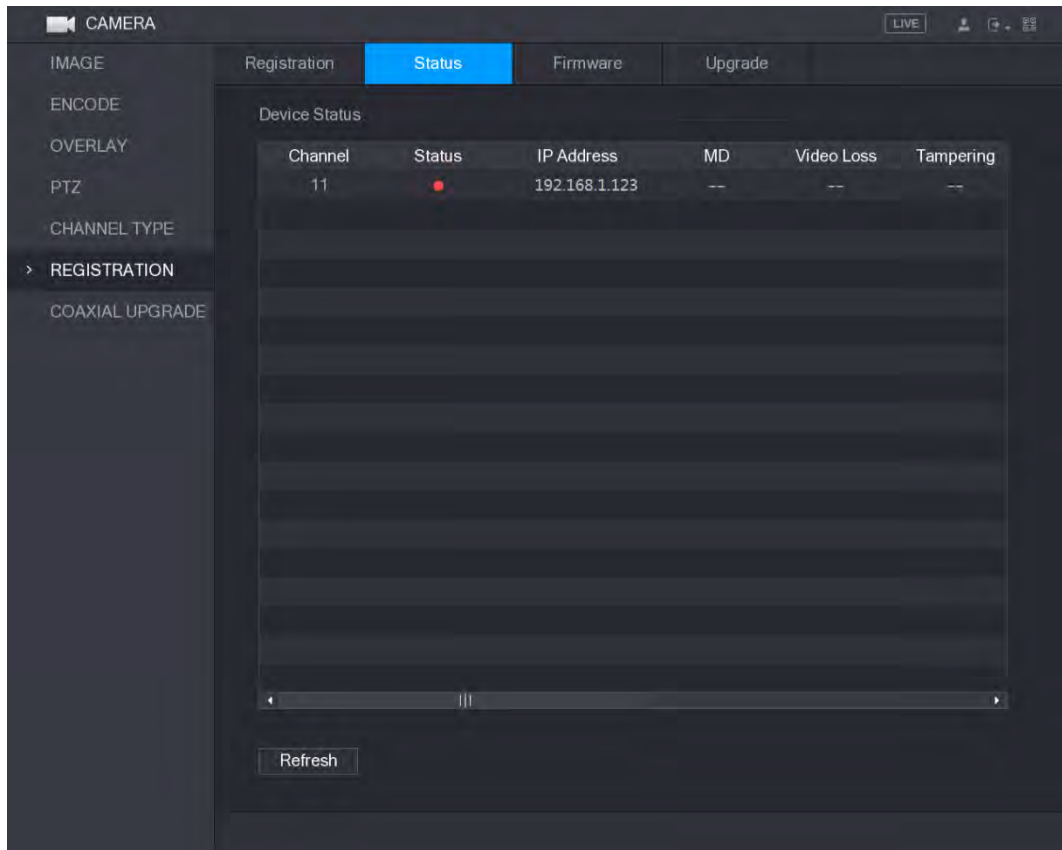 CAMERA LIVE
IMAGE
ENCODE
OVERLAY
PTZ
CHANNEL TYPE
> REGISTRATION
COAXIAL UPGRADE
Registration Status Firmware Upgrade
Device Status
Channel Status IP Address MD Video Loss Tampering
11 192.168.1.123 -- -- --
Refresh